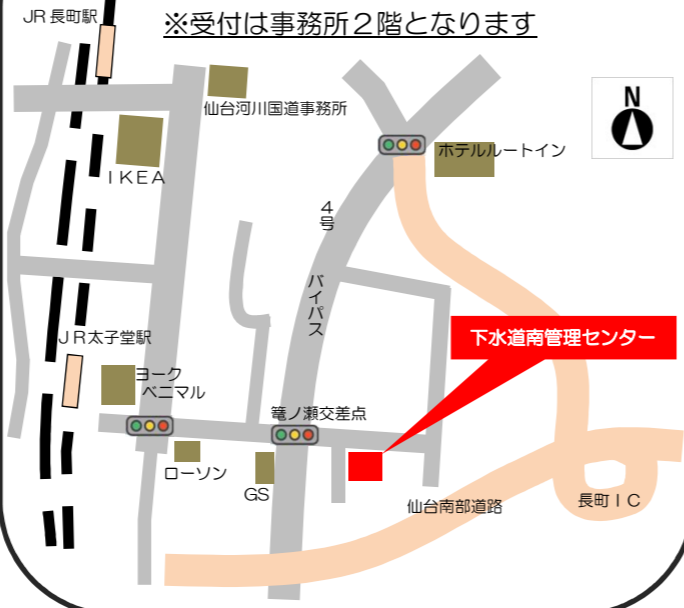 JR長町駅
※受付は事務所２階となります
仙台河川国道事務所
N
ＩＫＥＡ
ホテルルートイン
４号
バイパス
ＪＲ太子堂駅
下水道南管理センター
ヨーク
ベニマル
篭ノ瀬交差点
ローソン
GS
仙台南部道路
長町ＩＣ